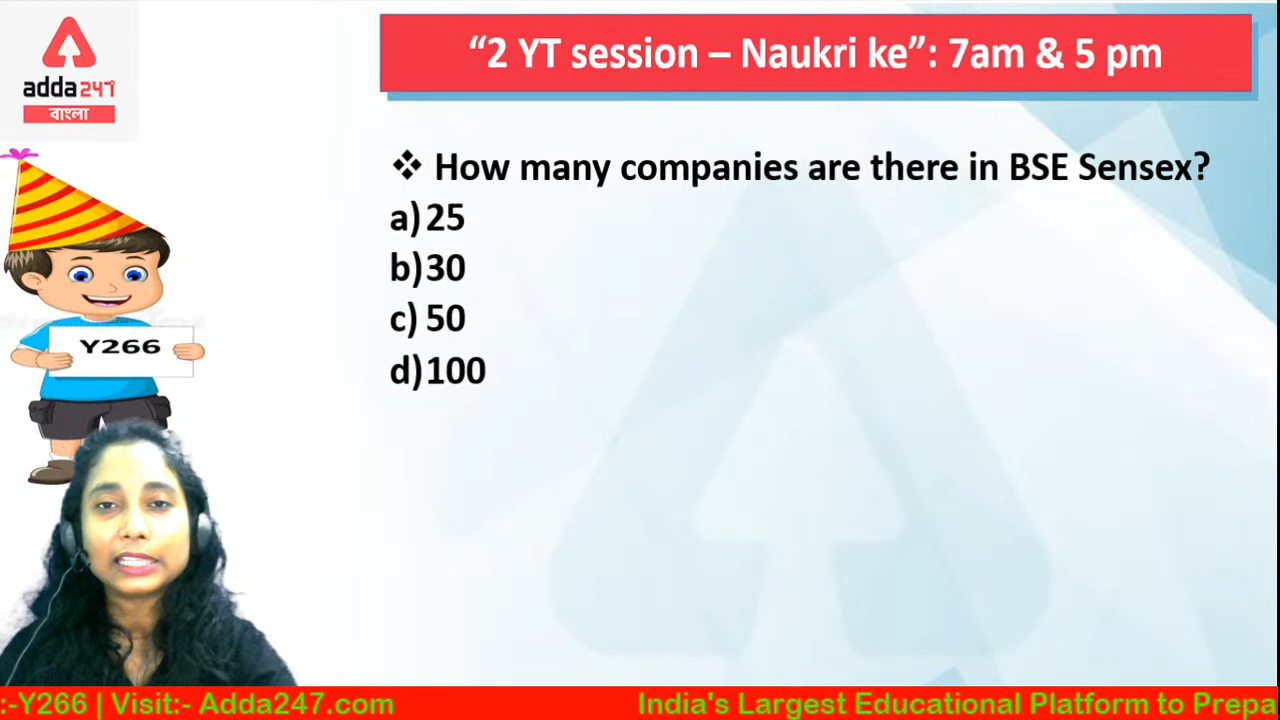 adda247
বাংলা
“2 YT session – Naukri ke”: 7am & 5 pm
❖ How many companies are there in BSE Sensex?
a) 25
b) 30
c) 50
d) 100
Y266
:-Y266 | Visit:- Adda247.com India's Largest Educational Platform to Prepa